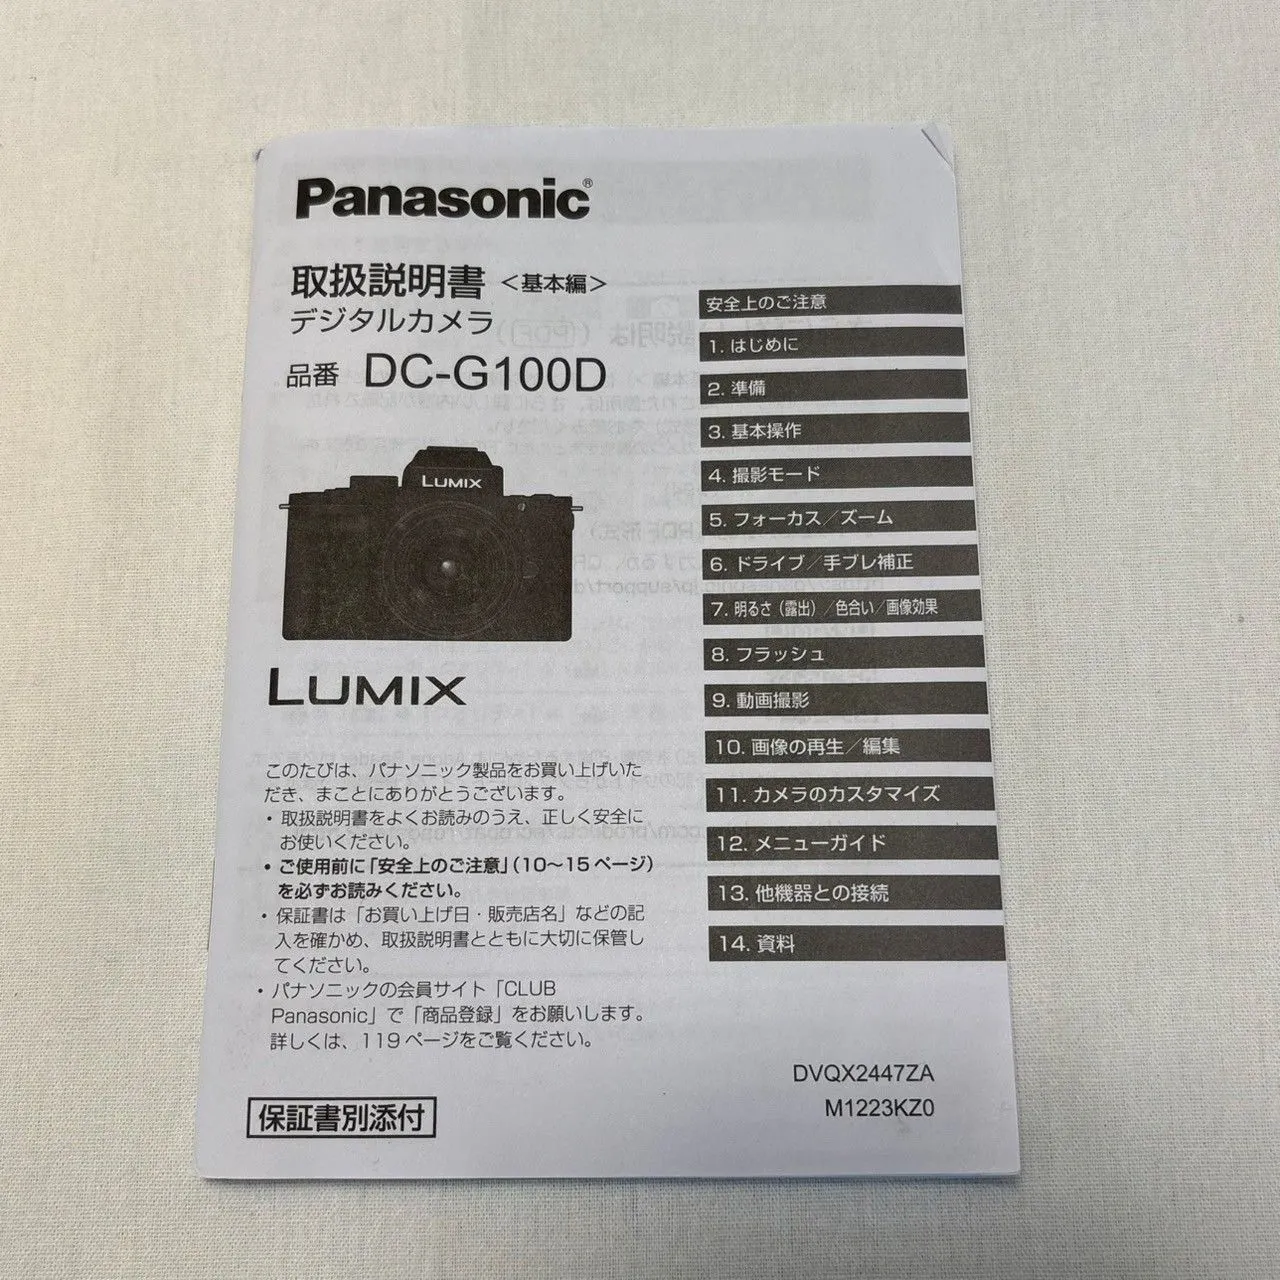 Panasonic®
取扱説明書 <基本編>
デジタルカメラ
品番 DC-G100D
LUMIX
LUMIX
このたびは、パナソニック製品をお買い上げいた
だき、まことにありがとうございます。
・取扱説明書をよくお読みのうえ、正しく安全に
お使いください。
・ご使用前に「安全上のご注意」(10～15ページ)
を必ずお読みください。
・保証書は「お買い上げ日・販売店名」などの記
入を確かめ、取扱説明書とともに大切に保管し
てください。
・パナソニックの会員サイト「CLUB
Panasonic」で「商品登録」をお願いします。
詳しくは、119ページをご覧ください。
保証書別添付
安全上のご注意
1. はじめに
2. 準備
3. 基本操作
4. 撮影モード
5. フォーカス／ズーム
6. ドライブ／手ブレ補正
7. 明るさ（露出）／色合い／画像効果
8. フラッシュ
9. 動画撮影
10. 画像の再生／編集
11. カメラのカスタマイズ
12. メニューガイド
13. 他機器との接続
14. 資料
DVQX2447ZA
M1223KZ0